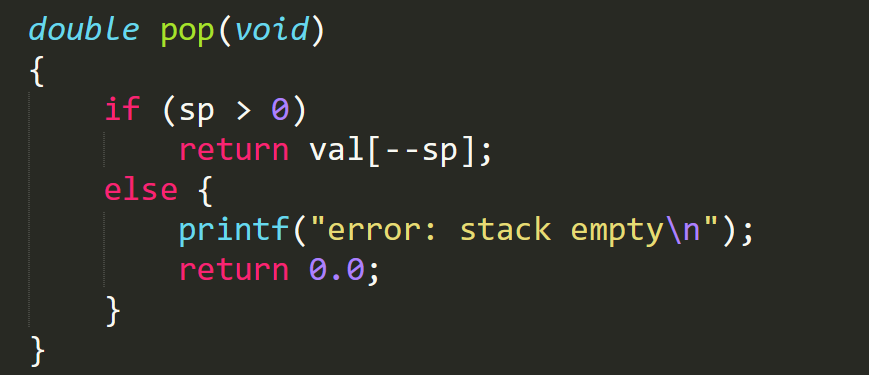 double pop(void)
{
    if (sp > 0)
        return val[--sp];
    else {
        printf("error: stack empty\n");
        return 0.0;
    }
}